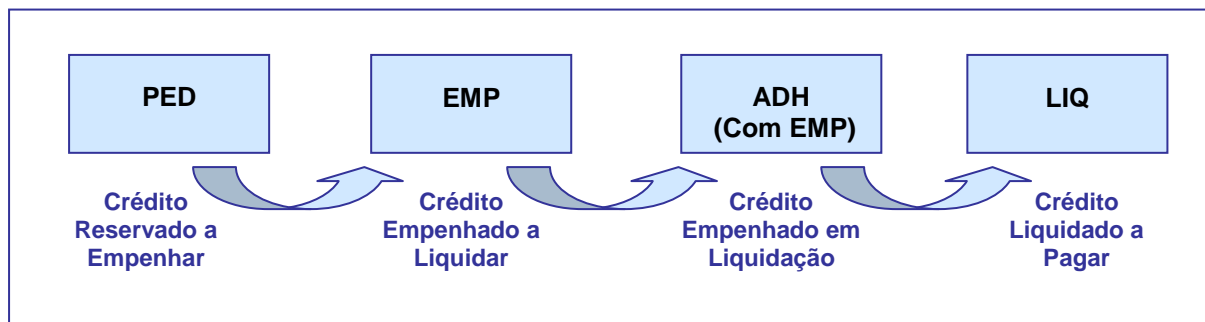 PED
EMP
ADH
(Com EMP)
LIQ
Crédito
Reservado a
Empenhar
Crédito
Empenhado a
Liquidar
Crédito
Empenhado em
Liquidação
Crédito
Liquidado a
Pagar